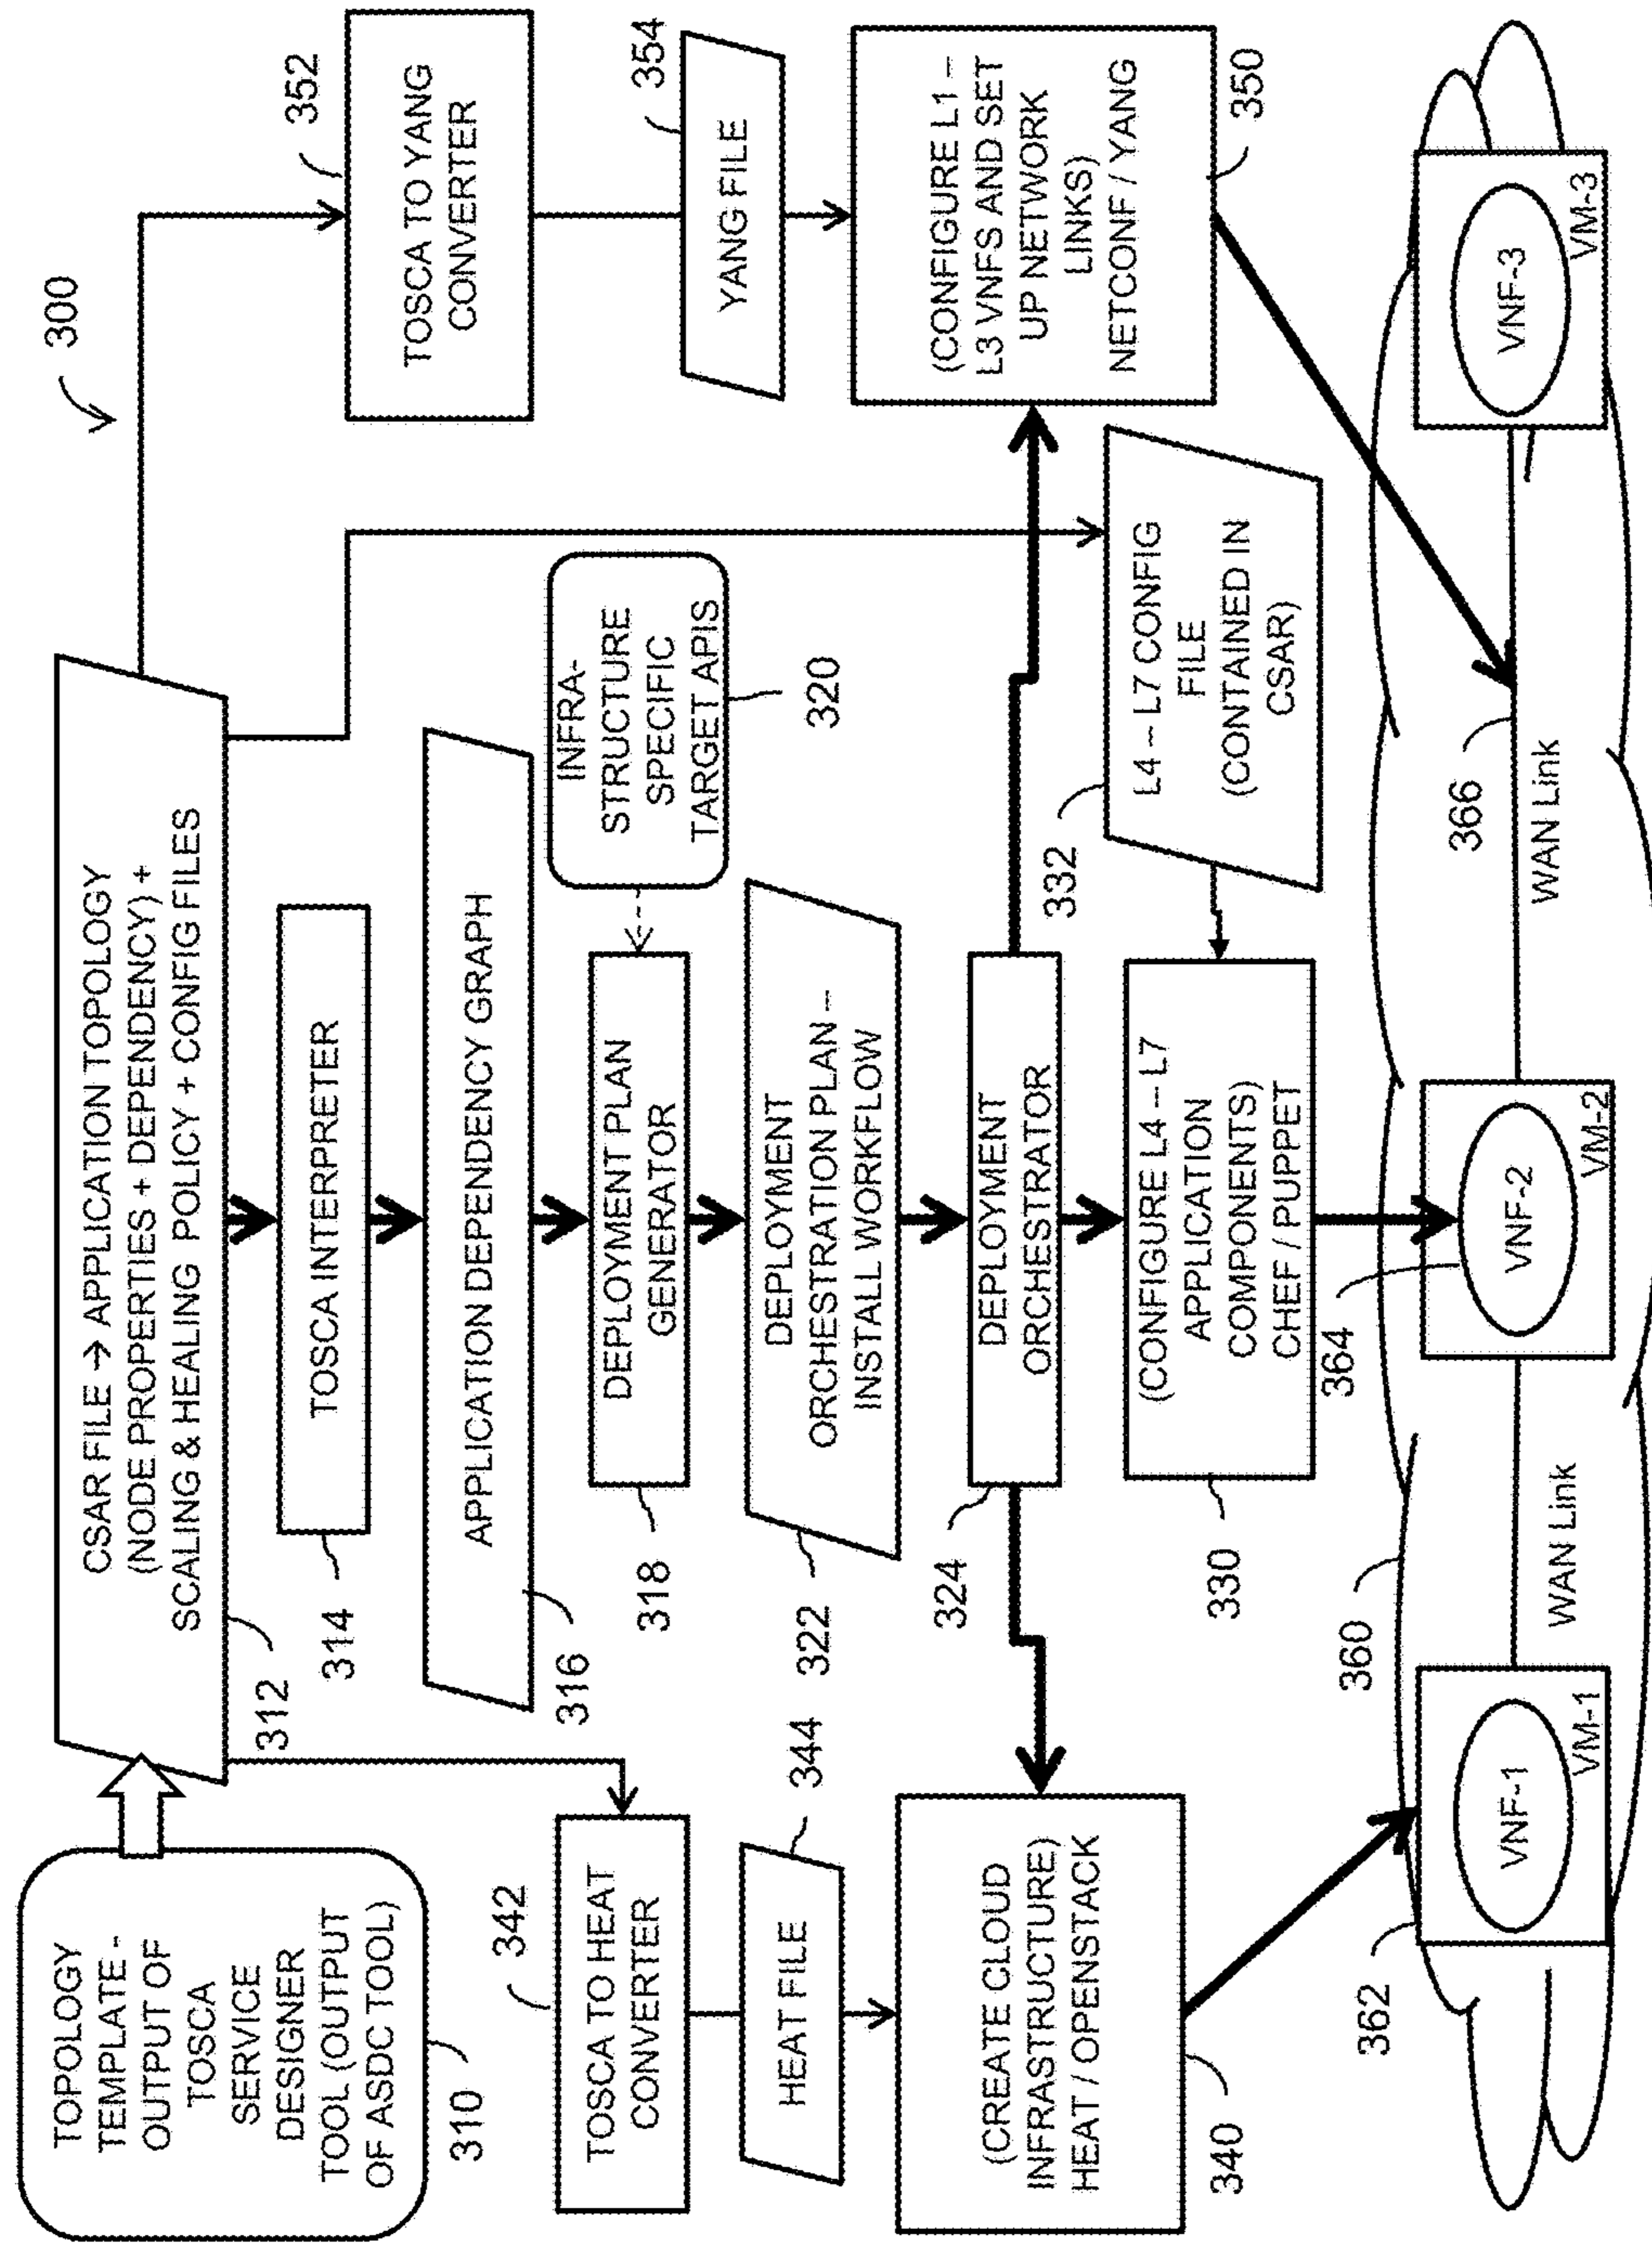 300
TOPOLOGY
TEMPLATE -
OUTPUT OF
TOSCA
SERVICE
DESIGNER
TOOL (OUTPUT
OF ASDC TOOL)
310
CSAR FILE → APPLICATION TOPOLOGY
(NODE PROPERTIES + DEPENDENCY) +
SCALING & HEALING POLICY + CONFIG FILES
312
TOSCA INTERPRETER
314
APPLICATION DEPENDENCY GRAPH
316
DEPLOYMENT PLAN
GENERATOR
318
INFRA-
STRUCTURE
SPECIFIC
TARGET APIS
320
DEPLOYMENT
ORCHESTRATION PLAN –
INSTALL WORKFLOW
322
DEPLOYMENT
ORCHESTRATOR
324
TOSCA TO HEAT
CONVERTER
342
HEAT FILE
344
(CREATE CLOUD
INFRASTRUCTURE)
HEAT / OPENSTACK
340
(CONFIGURE L4 – L7
APPLICATION
COMPONENTS)
CHEF / PUPPET
330
L4 – L7 CONFIG
FILE
(CONTAINED IN
CSAR)
332
TOSCA TO YANG
CONVERTER
352
YANG FILE
354
(CONFIGURE L1 –
L3 VNFS AND SET
UP NETWORK
LINKS)
NETCONF / YANG
350
360
362
VNF-1
VM-1
WAN Link
364
VNF-2
VM-2
366
WAN Link
VNF-3
VM-3